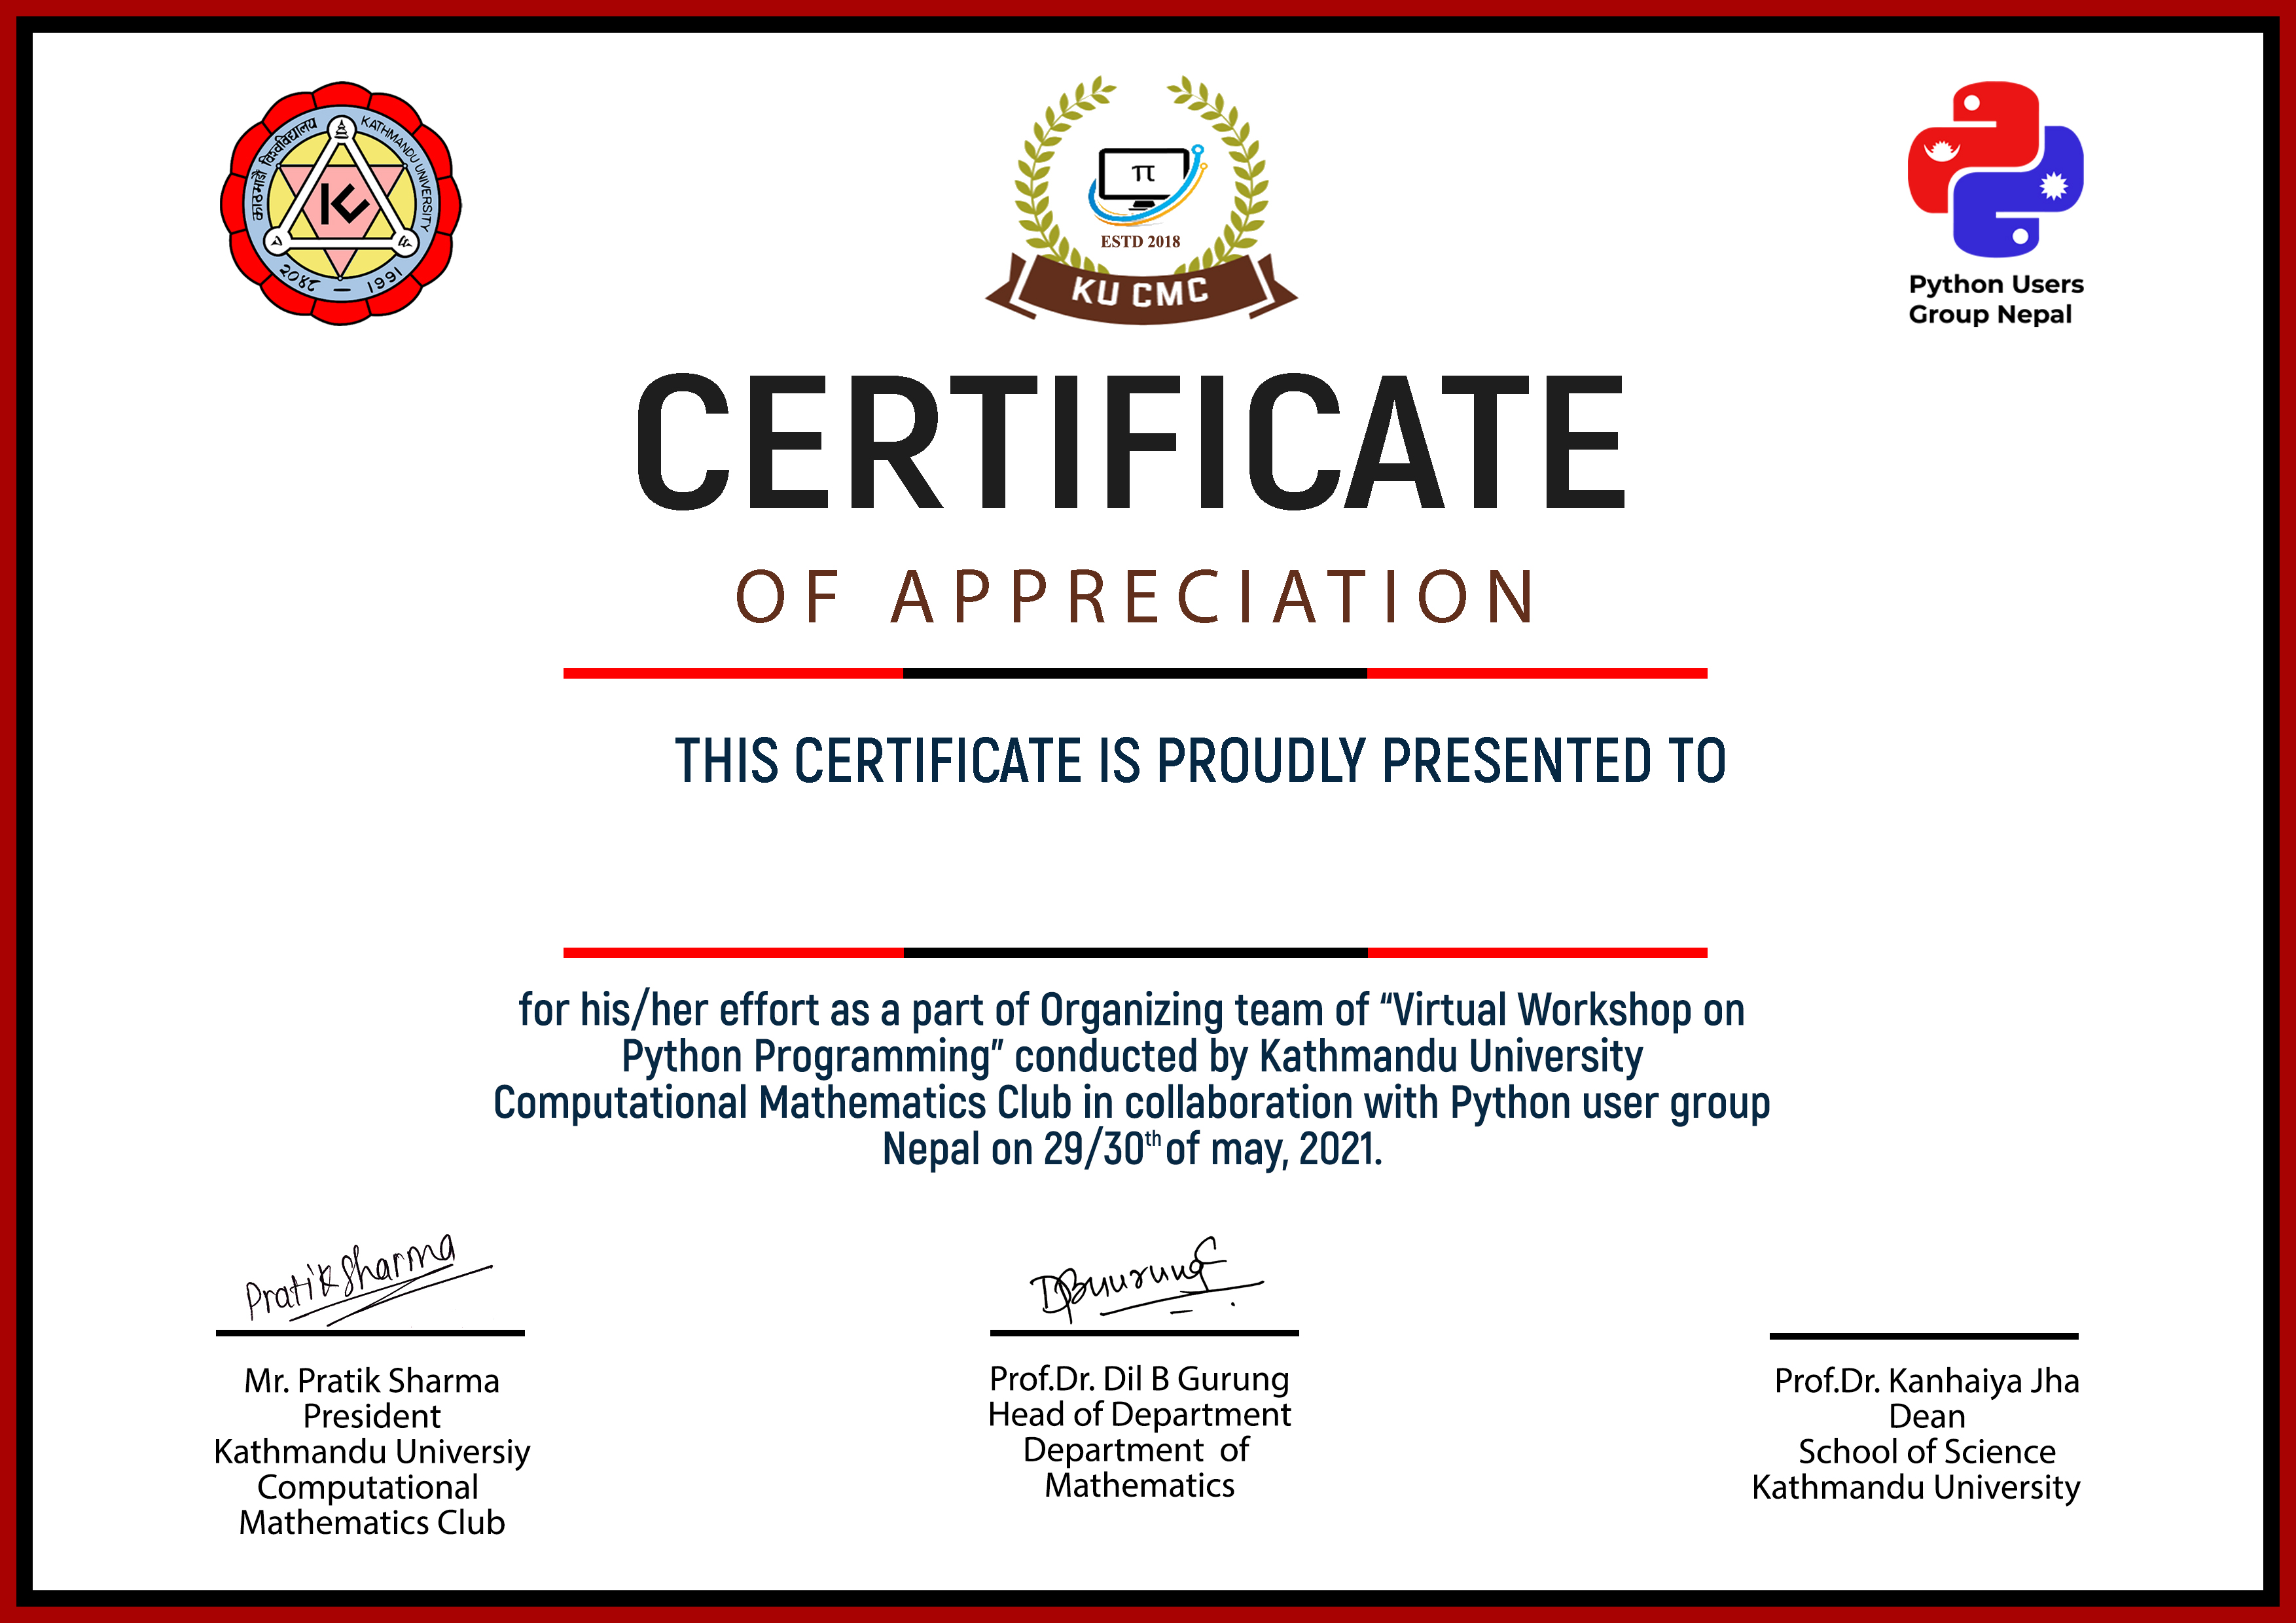 काठमाडौं विश्वविद्यालय
KATHMANDU UNIVERSITY
२०४८ — 1991
π
ESTD 2018
KU CMC
Python Users
Group Nepal
CERTIFICATE
OF APPRECIATION
THIS CERTIFICATE IS PROUDLY PRESENTED TO
for his/her effort as a part of Organizing team of “Virtual Workshop on
Python Programming” conducted by Kathmandu University
Computational Mathematics Club in collaboration with Python user group
Nepal on 29/30th of may, 2021.
Pratik Sharma
DBGurung
Mr. Pratik Sharma
President
Kathmandu Universiy
Computational
Mathematics Club
Prof.Dr. Dil B Gurung
Head of Department
Department of
Mathematics
Prof.Dr. Kanhaiya Jha
Dean
School of Science
Kathmandu University